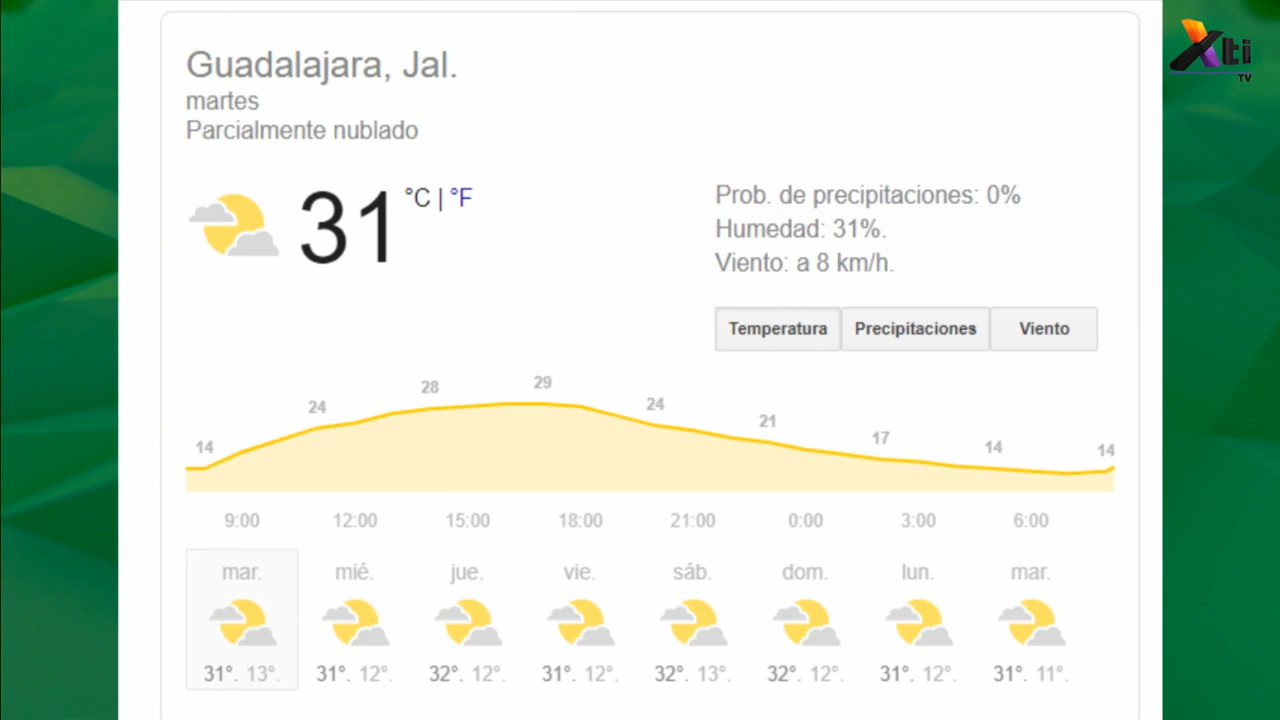 Xti
TV
Guadalajara, Jal.
martes
Parcialmente nublado
31 °C | °F
Prob. de precipitaciones: 0%
Humedad: 31%.
Viento: a 8 km/h.
Temperatura Precipitaciones Viento
14 24 28 29 24 21 17 14 14
9:00 12:00 15:00 18:00 21:00 0:00 3:00 6:00
mar. mié. jue. vie. sáb. dom. lun. mar.
31°. 13°. 31°. 12°. 32°. 12°. 31°. 12°. 32°. 13°. 32°. 12°. 31°. 12°. 31°. 11°.